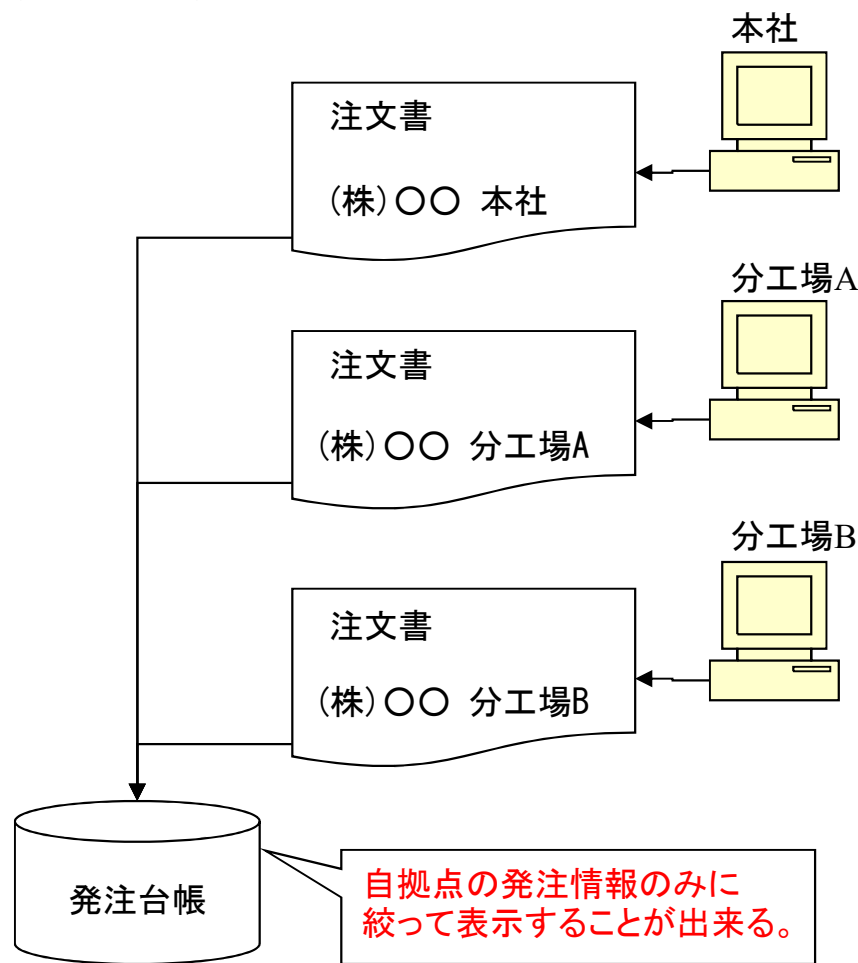 本社
注文書
(株)〇〇 本社
分工場A
注文書
(株)〇〇 分工場A
分工場B
注文書
(株)〇〇 分工場B
発注台帳
自拠点の発注情報のみに
絞って表示することが出来る。